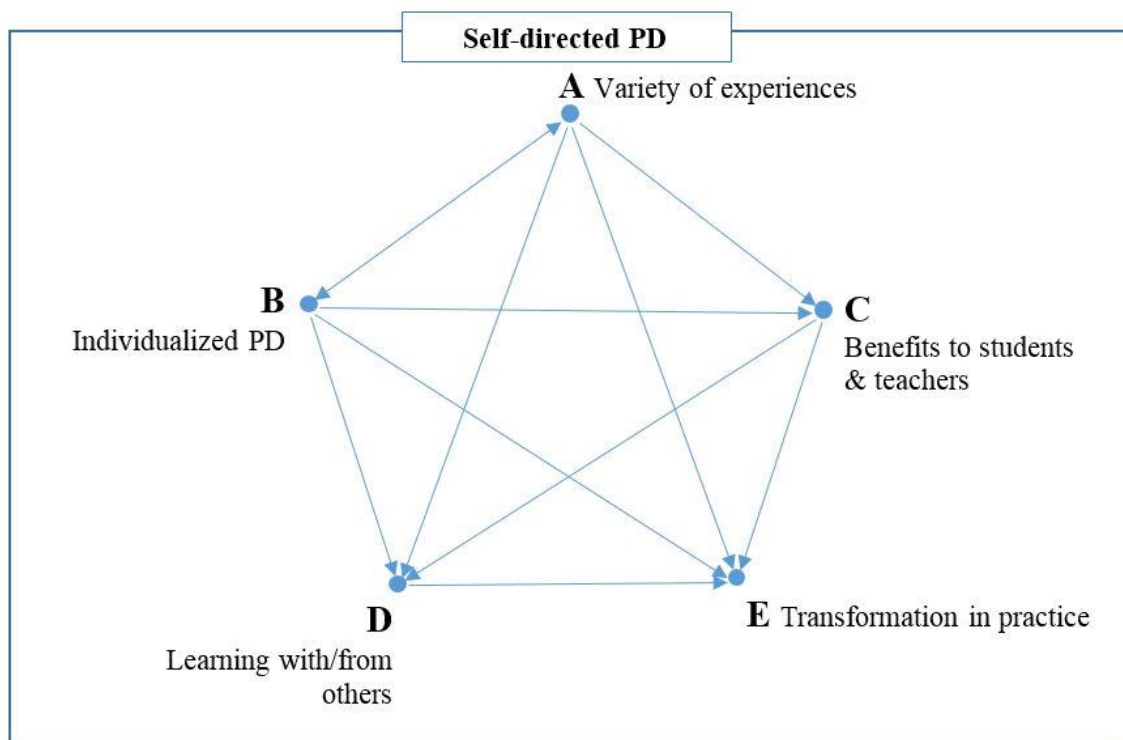 Self-directed PD
A Variety of experiences
B
Individualized PD
C
Benefits to students
& teachers
D
Learning with/from
others
E Transformation in practice